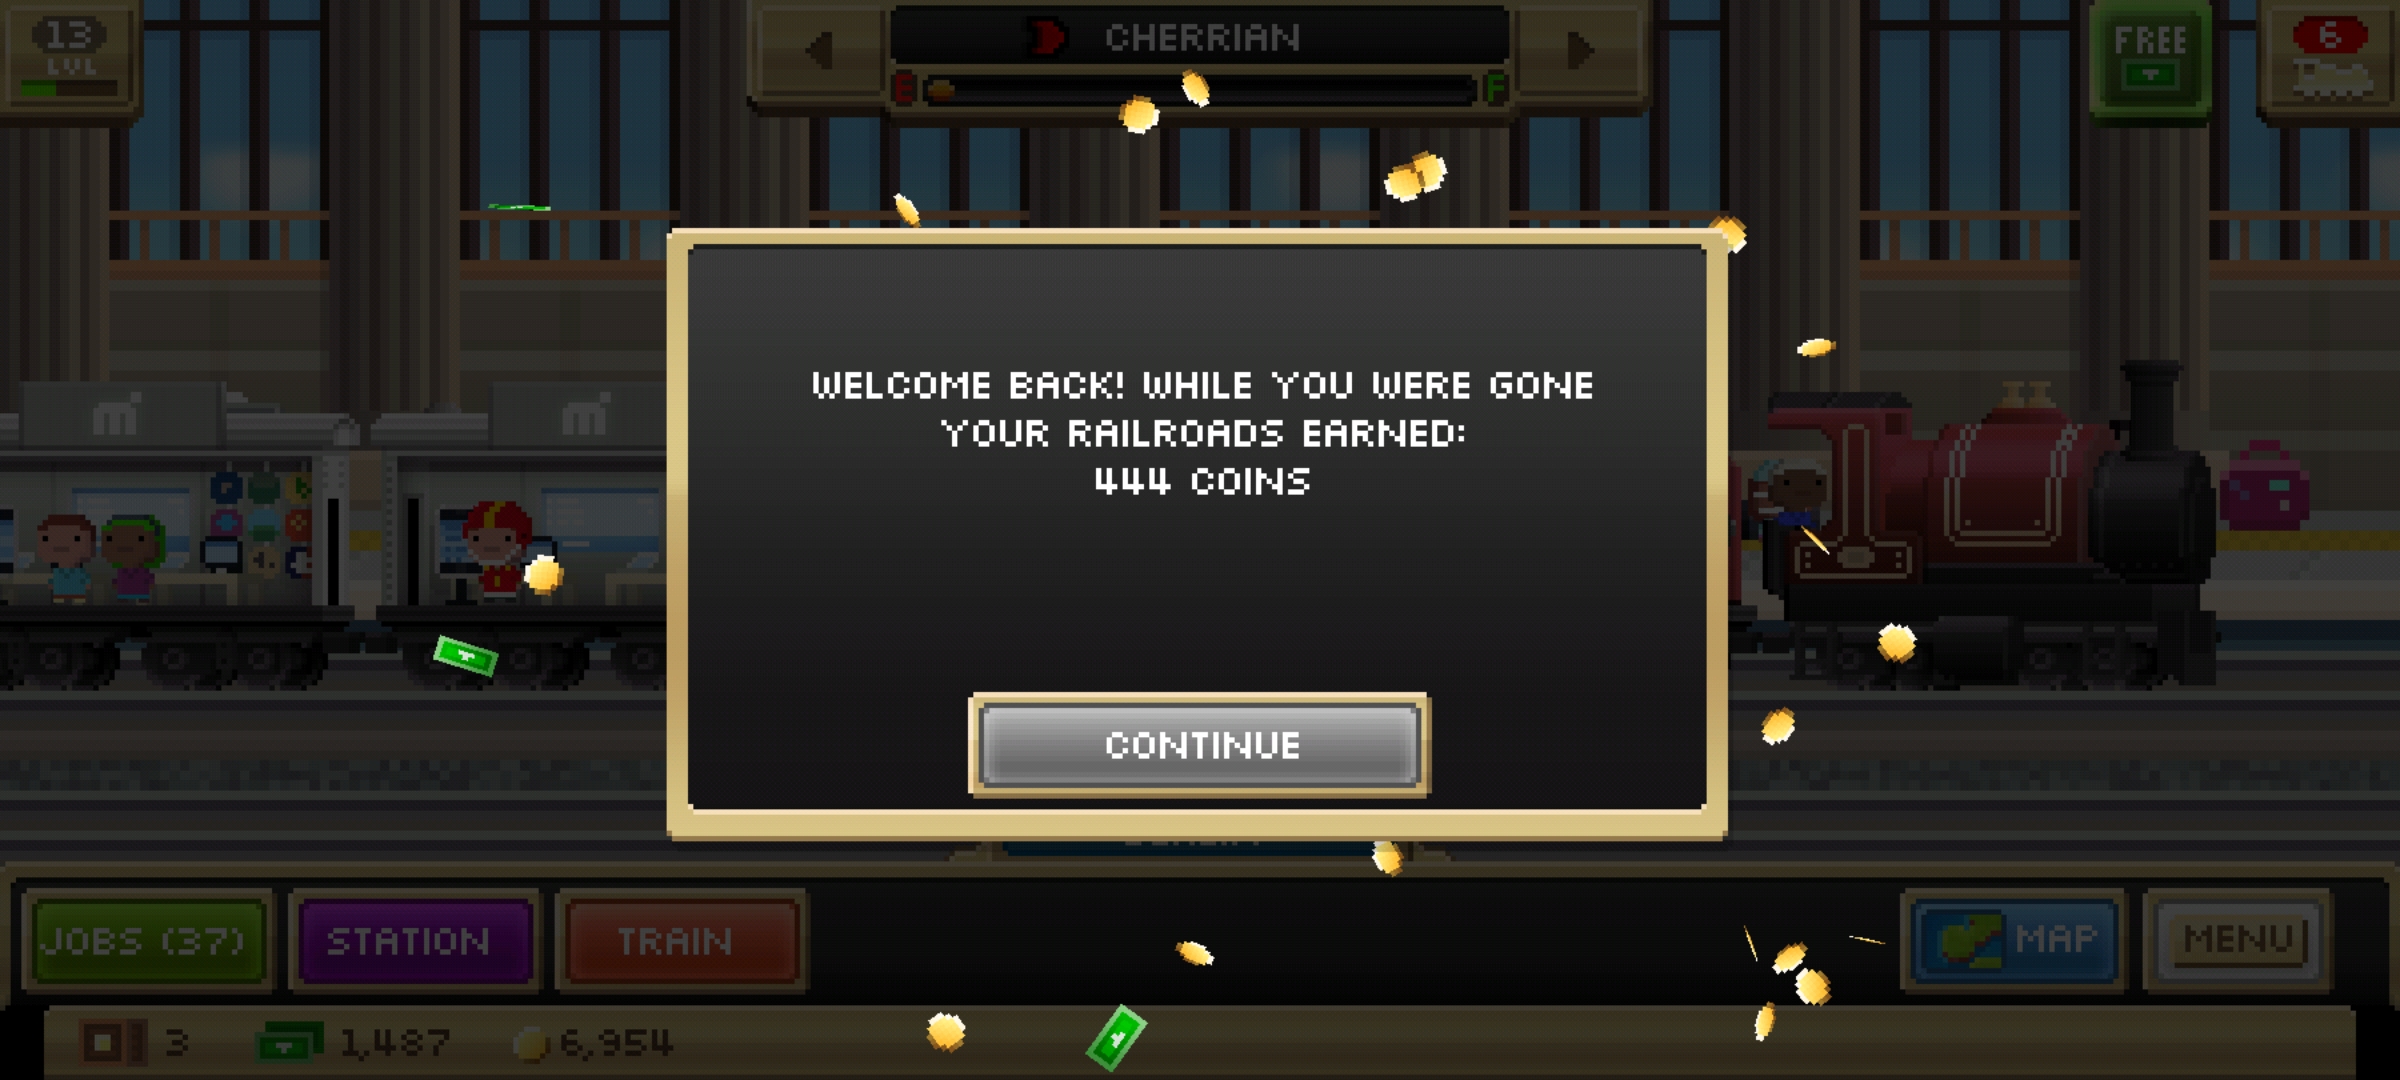 13
LVL
CHERRIAN
E
F
FREE
6
WELCOME BACK! WHILE YOU WERE GONE
YOUR RAILROADS EARNED:
444 COINS
CONTINUE
JOBS (37)
STATION
TRAIN
MAP
MENU
3
1,487
6,954